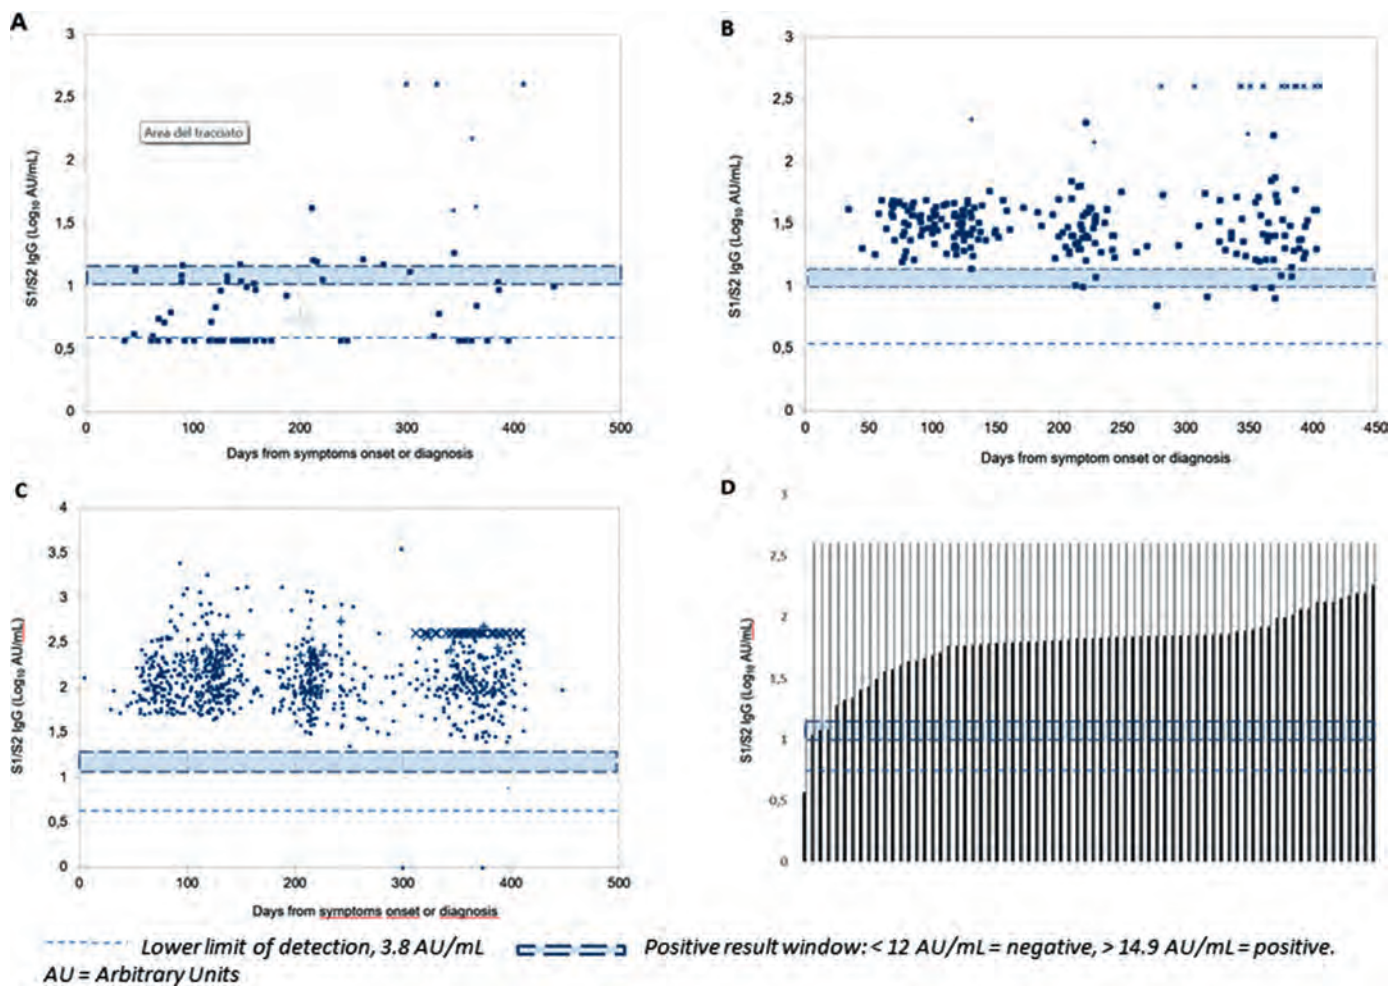 A
S1/S2 IgG (Log₁₀ AU/mL)
3
2,5
2
1,5
1
0,5
0
Area del tracciato
0 100 200 300 400 500
Days from symptoms onset or diagnosis
B
S1/S2 IgG (Log₁₀ AU/mL)
3
2,5
2
1,5
1
0,5
0
0 50 100 150 200 250 300 350 400 450
Days from symptom onset or diagnosis
C
S1/S2 IgG (Log₁₀ AU/mL)
4
3.5
3
2.5
2
1.5
1
0,5
0
0 100 200 300 400 500
Days from symptoms onset or diagnosis
D
S1/S2 IgG (Log₁₀ AU/mL)
3
2,5
2
1,5
1
0,5
0
Lower limit of detection, 3.8 AU/mL Positive result window: < 12 AU/mL = negative, > 14.9 AU/mL = positive.
AU = Arbitrary Units